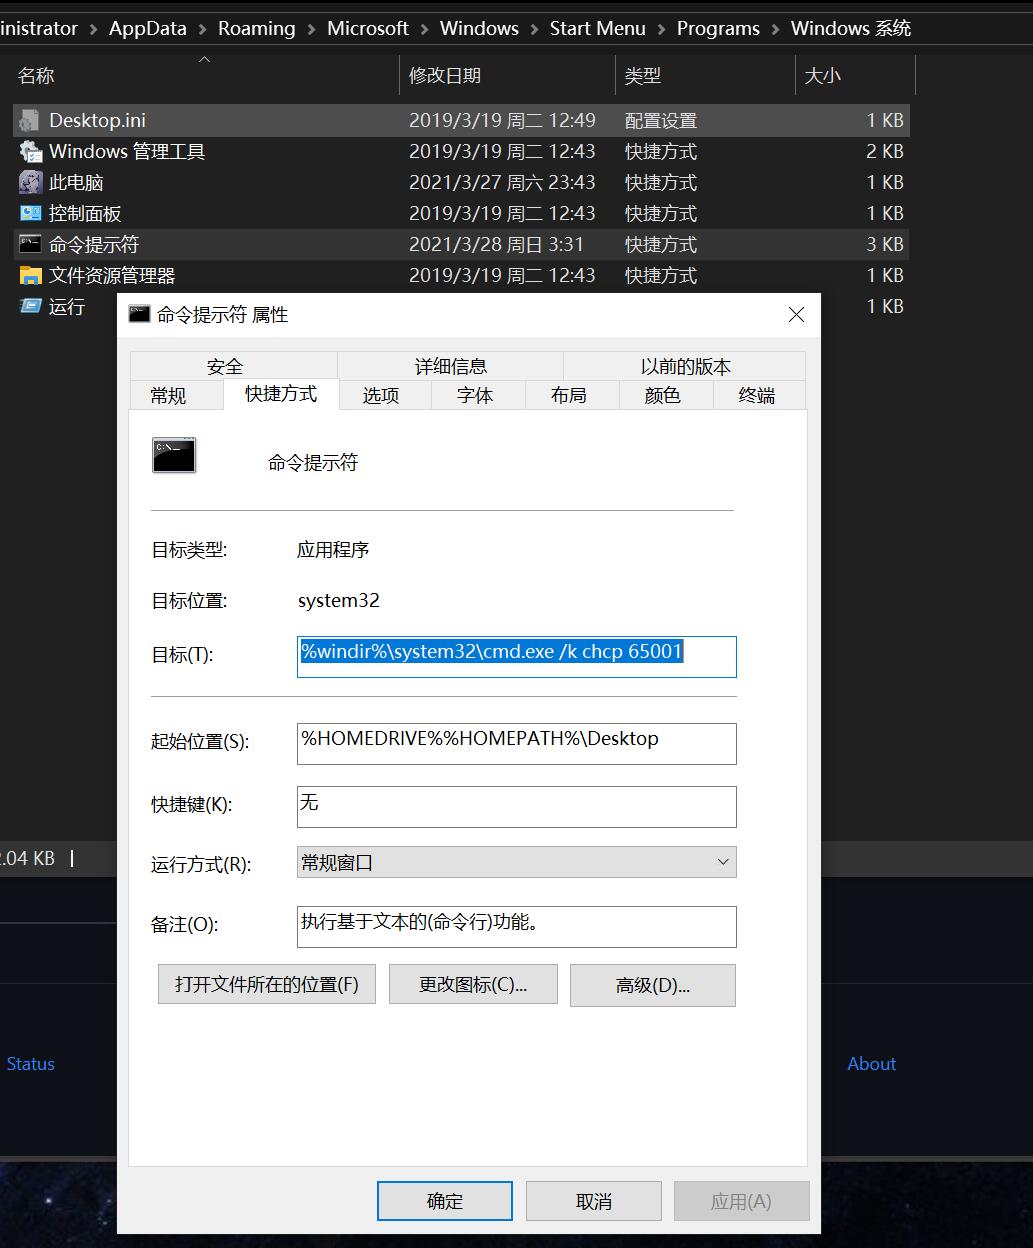 inistrator > AppData > Roaming > Microsoft > Windows > Start Menu > Programs > Windows 系统
名称 修改日期 类型 大小
Desktop.ini 2019/3/19 周二 12:49 配置设置 1 KB
Windows 管理工具 2019/3/19 周二 12:43 快捷方式 2 KB
此电脑 2021/3/27 周六 23:43 快捷方式 1 KB
控制面板 2019/3/19 周二 12:43 快捷方式 1 KB
命令提示符 2021/3/28 周日 3:31 快捷方式 3 KB
文件资源管理器 2019/3/19 周二 12:43 快捷方式 1 KB
运行 1 KB
命令提示符 属性
安全 详细信息 以前的版本
常规 快捷方式 选项 字体 布局 颜色 终端
C:\_
命令提示符
目标类型: 应用程序
目标位置: system32
目标(T): %windir%\system32\cmd.exe /k chcp 65001
起始位置(S): %HOMEDRIVE%%HOMEPATH%\Desktop
快捷键(K): 无
运行方式(R): 常规窗口
备注(O): 执行基于文本的(命令行)功能。
打开文件所在的位置(F) 更改图标(C)... 高级(D)...
确定 取消 应用(A)
2.04 KB
Status About